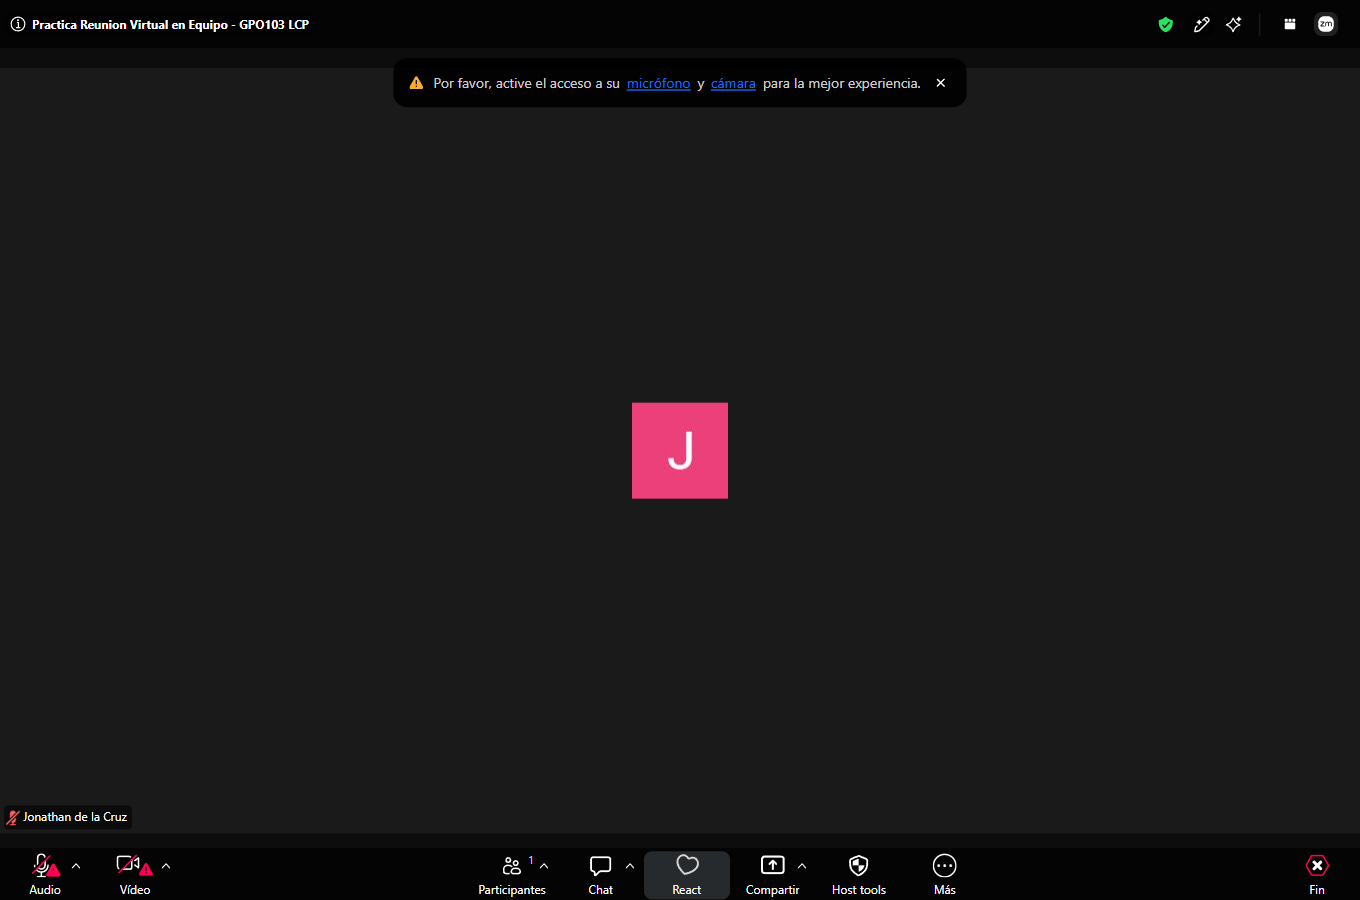 Practica Reunion Virtual en Equipo - GPO103 LCP
zm
Por favor, active el acceso a su micrófono y cámara para la mejor experiencia.
J
Jonathan de la Cruz
Audio
Vídeo
Participantes 1
Chat
React
Compartir
Host tools
Más
Fin